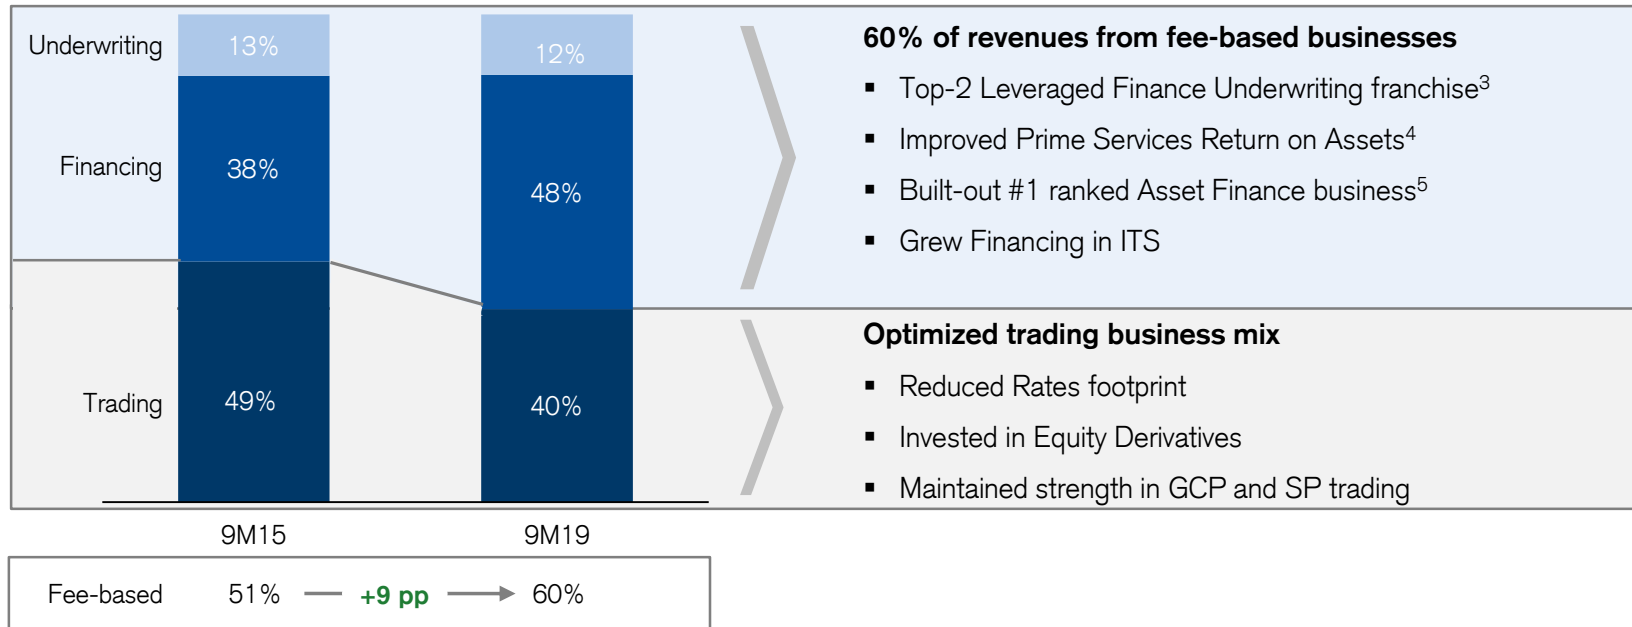 Underwriting
13%
12%
Financing
38%
48%
Trading
49%
40%
9M15
9M19
Fee-based
51%
+9 pp
60%
60% of revenues from fee-based businesses
▪ Top-2 Leveraged Finance Underwriting franchise³
▪ Improved Prime Services Return on Assets⁴
▪ Built-out #1 ranked Asset Finance business⁵
▪ Grew Financing in ITS
Optimized trading business mix
▪ Reduced Rates footprint
▪ Invested in Equity Derivatives
▪ Maintained strength in GCP and SP trading